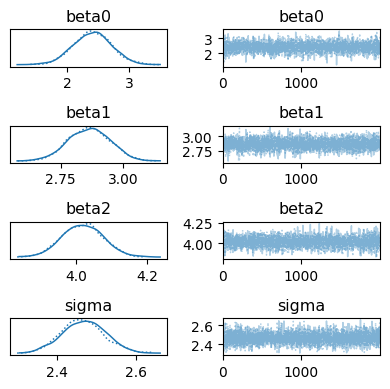 beta0 beta0
3
2
2 3 0 1000
beta1 beta1
3.00
2.75
2.75 3.00 0 1000
beta2 beta2
4.25
4.00
4.0 4.2 0 1000
sigma sigma
2.6
2.4
2.4 2.6 0 1000